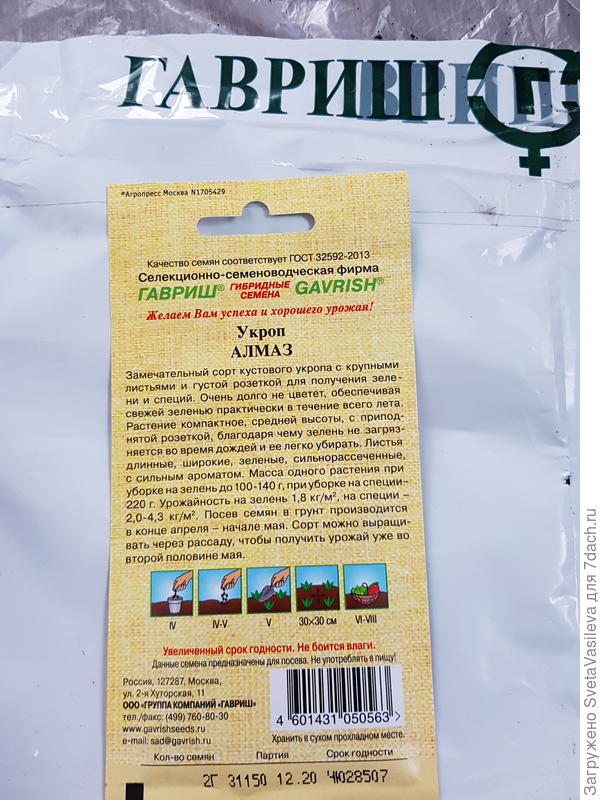 ГАВРИШ
©Агропресс Москва N1705429
Качество семян соответствует ГОСТ 32592-2013
Селекционно-семеноводческая фирма
ГАВРИШ® ГИБРИДНЫЕ СЕМЕНА GAVRISH®
Желаем Вам успеха и хорошего урожая!
Укроп
АЛМАЗ
Замечательный сорт кустового укропа с крупными
листьями и густой розеткой для получения зеле-
ни и специй. Очень долго не цветет, обеспечивая
свежей зеленью практически в течение всего лета.
Растение компактное, средней высоты, с припод-
нятой розеткой, благодаря чему зелень не загряз-
няется во время дождей и ее легко убирать. Листья
длинные, широкие, зеленые, сильнорассеченные,
с сильным ароматом. Масса одного растения при
уборке на зелень до 100-140 г, при уборке на специи–
220 г. Урожайность на зелень 1,8 кг/м², на специи –
2,0-4,3 кг/м². Посев семян в грунт производится
в конце апреля – начале мая. Сорт можно выращи-
вать через рассаду, чтобы получить урожай уже во
второй половине мая.
IV IV-V V 30×30 см VI-VIII
Увеличенный срок годности. Не боится влаги.
Данные семена предназначены для посева. Не употреблять в пищу!
Россия, 127287, Москва,
ул. 2-я Хуторская, 11
ООО «ГРУППА КОМПАНИЙ «ГАВРИШ»
тел./факс: (499) 760-80-30
www.gavrishseeds.ru
e-mail: sad@gavrish.ru
4 601431 050563 >
Хранить в сухом прохладном месте.
Кол-во семян Партия Срок годности
2Г 31150 12.20 ЧЮ28507
Загружено SvetaVasileva для 7dach.ru